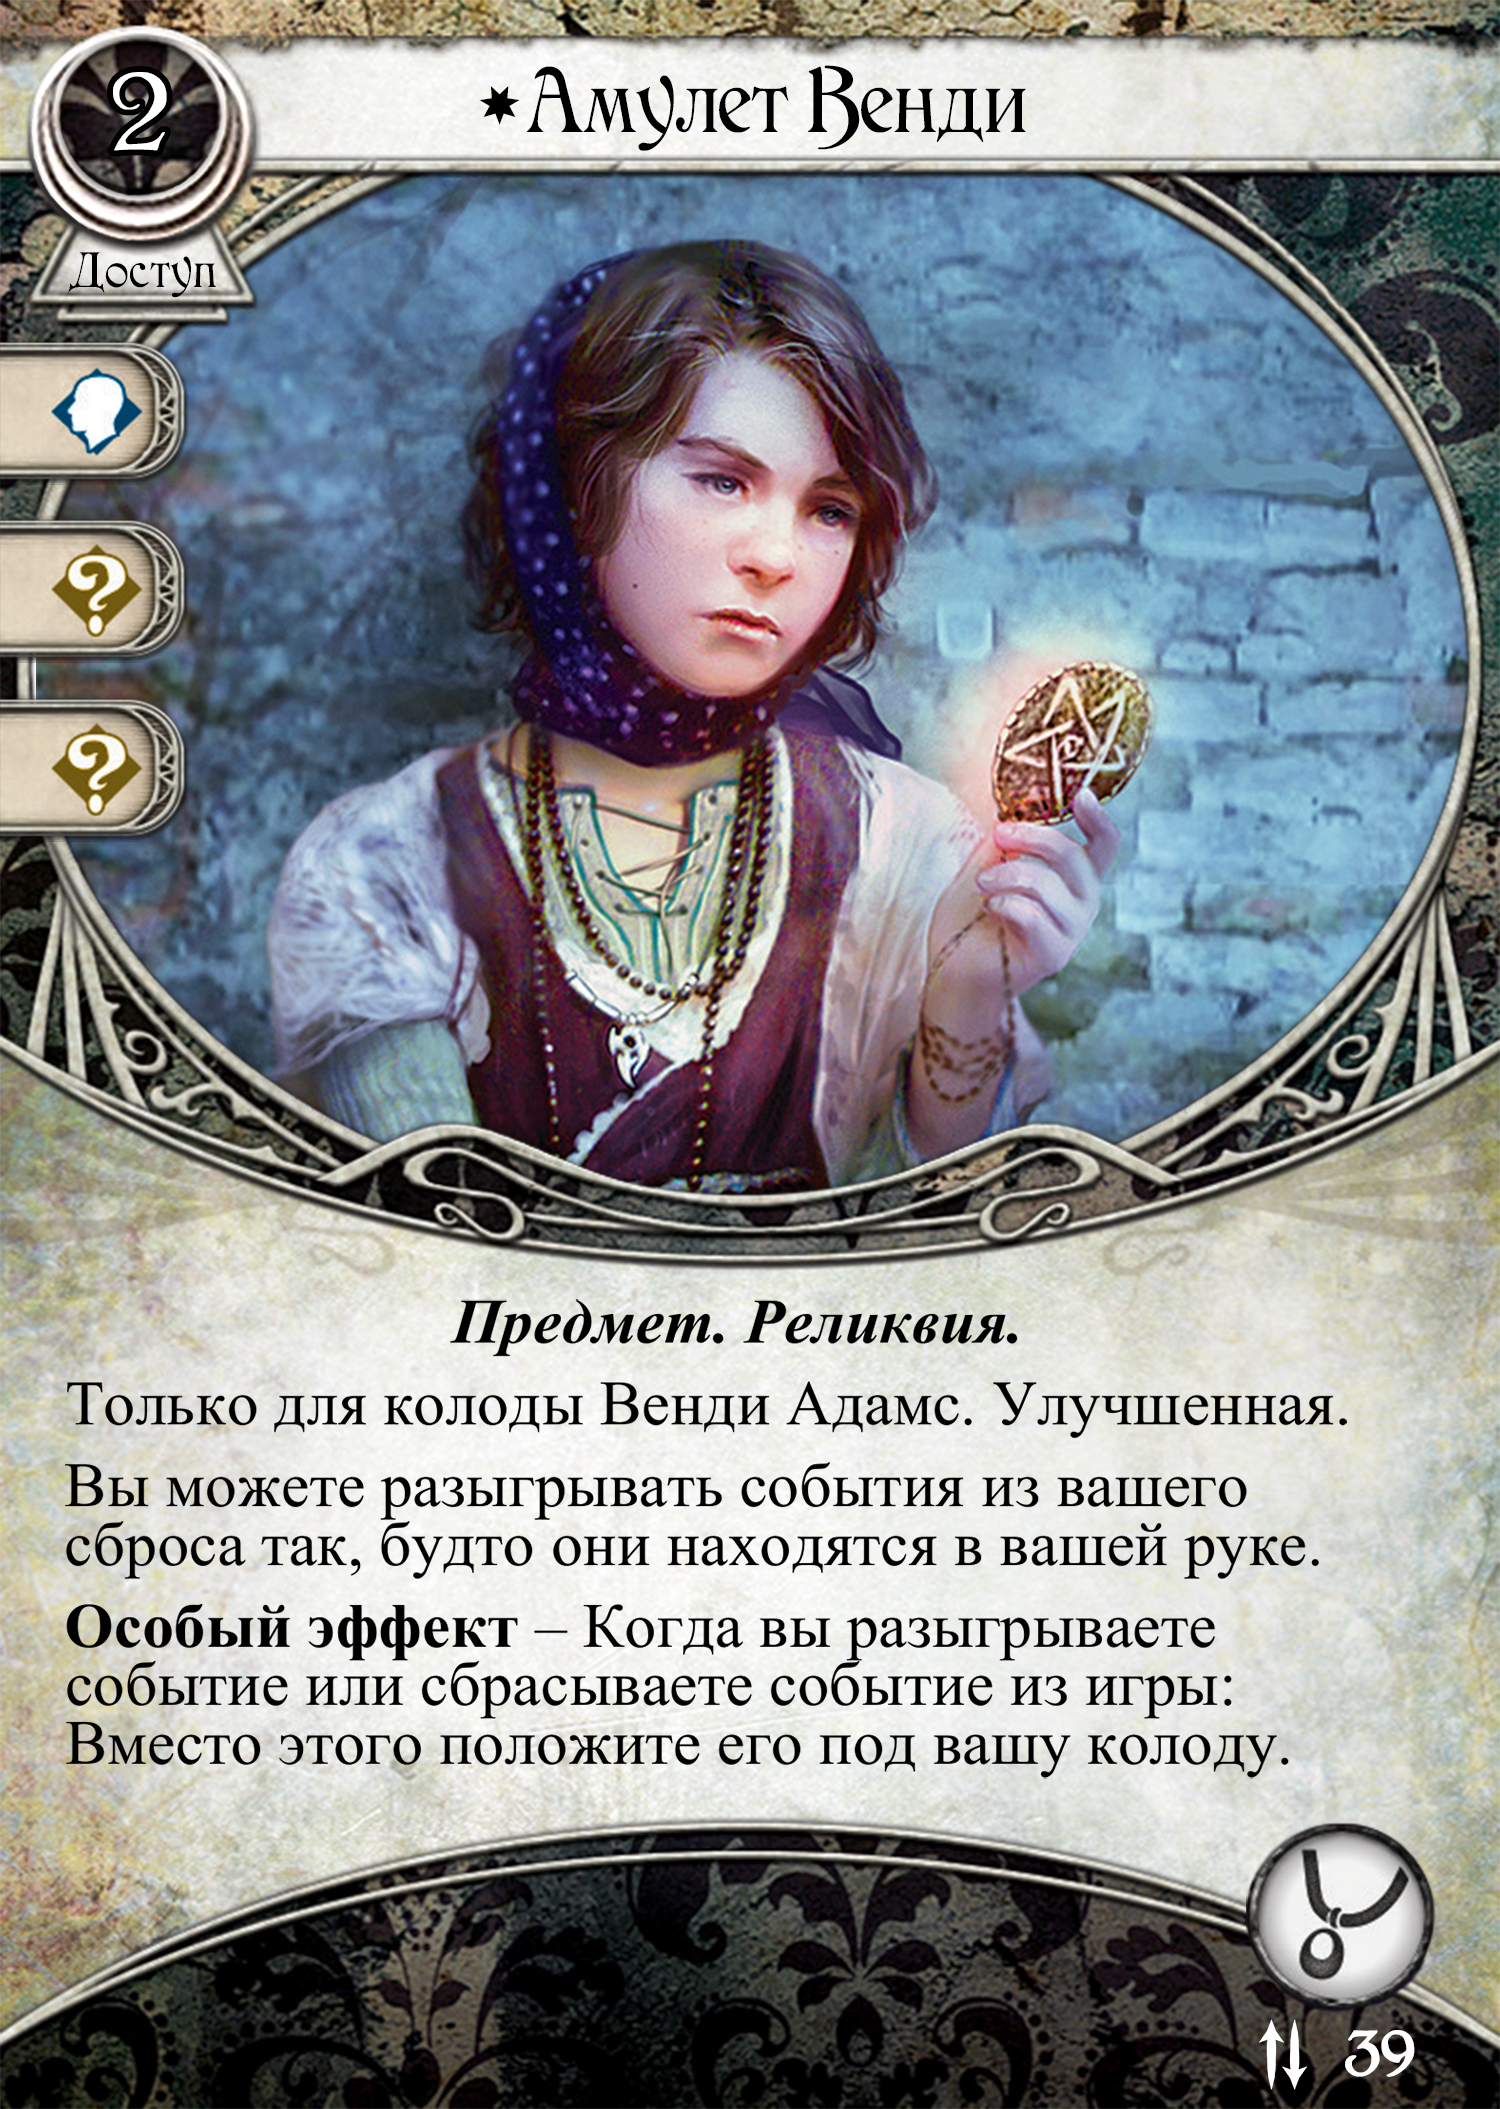 2
Амулет Венди
Доступ
?
?
Предмет. Реликвия.
Только для колоды Венди Адамс. Улучшенная.
Вы можете разыгрывать события из вашего
сброса так, будто они находятся в вашей руке.
Особый эффект – Когда вы разыгрываете
событие или сбрасываете событие из игры:
Вместо этого положите его под вашу колоду.
39